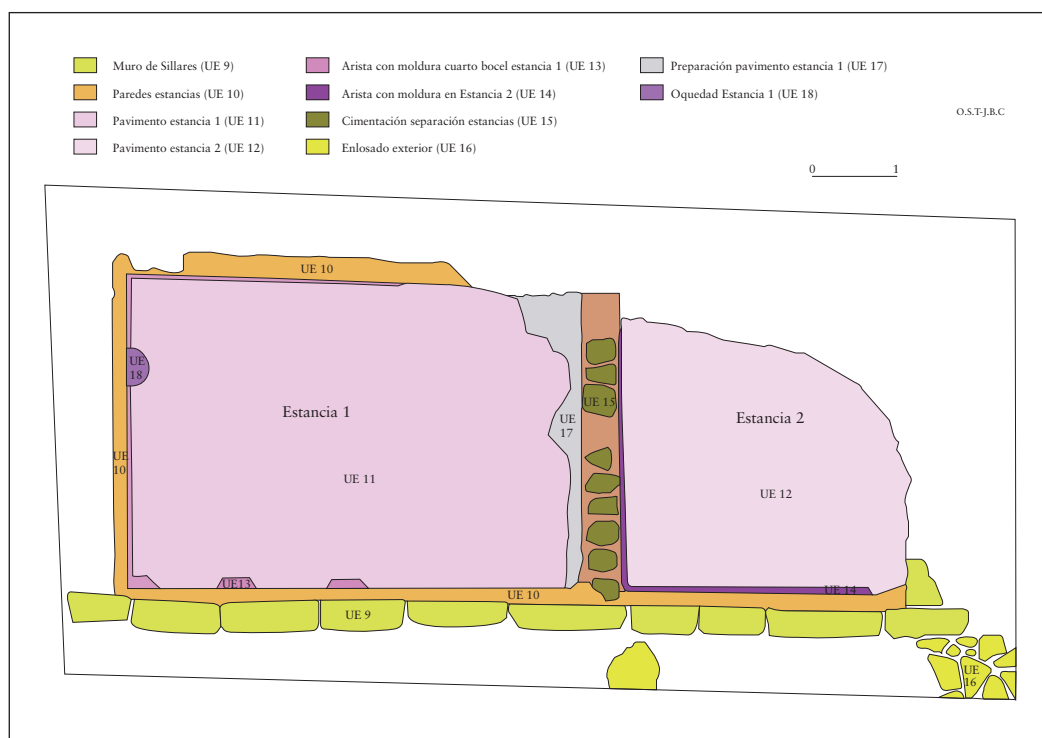 Muro de Sillares (UE 9)
Paredes estancias (UE 10)
Pavimento estancia 1 (UE 11)
Pavimento estancia 2 (UE 12)
Arista con moldura cuarto bocel estancia 1 (UE 13)
Arista con moldura en Estancia 2 (UE 14)
Cimentación separación estancias (UE 15)
Enlosado exterior (UE 16)
Preparación pavimento estancia 1 (UE 17)
Oquedad Estancia 1 (UE 18)
O.S.T-J.B.C
0 1
UE 10
UE
18
Estancia 1
UE 15
UE
17
Estancia 2
UE
10
UE 11
UE 12
UE13
UE 14
UE 10
UE 9
UE
16